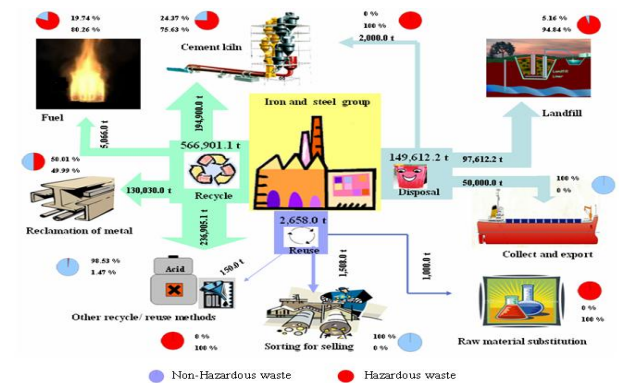 19.74 %
80.26 %
24.37 %
75.63 %
Cement kiln
0 %
100 %
2,000.0 t
5.16 %
94.84 %
Landfill
Fuel
Iron and steel group
194,900.0 t
5,066.0 t
566,901.1 t
Recycle
149,612.2 t
Disposal
97,612.2 t
50,000.0 t
50.01 %
49.99 %
130,030.0 t
Reclamation of metal
100 %
0 %
Collect and export
236,905.1 t
2,658.0 t
Reuse
98.53 %
1.47 %
Acid
150.0 t
1,508.0 t
1,000.0 t
Other recycle/ reuse methods
0 %
100 %
Sorting for selling
100 %
0 %
0 %
100 %
Raw material substitution
Non-Hazardous waste
Hazardous waste